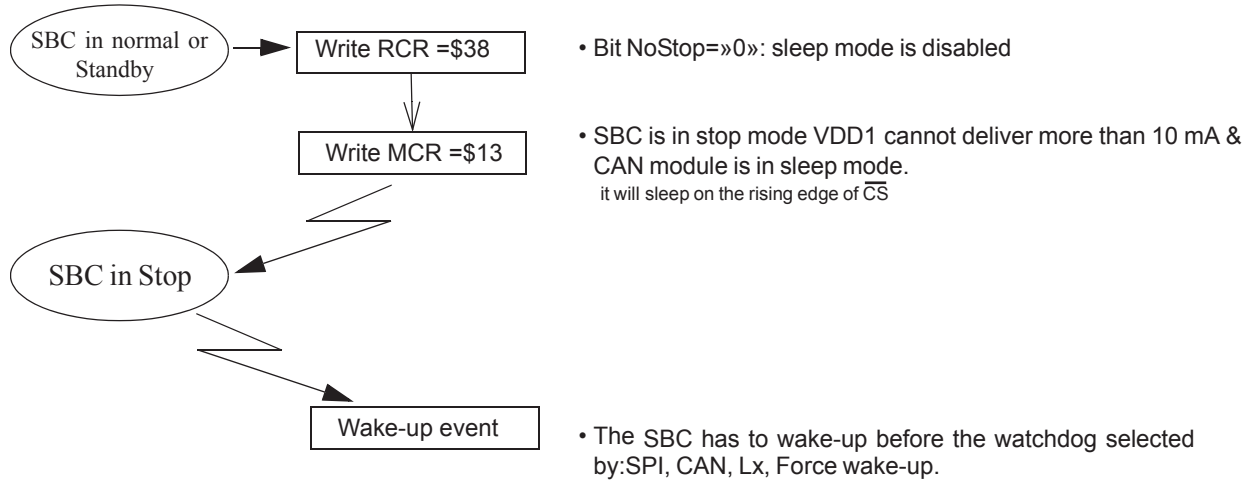 SBC in normal or
Standby
Write RCR =$38
• Bit NoStop=»0»: sleep mode is disabled
Write MCR =$13
• SBC is in stop mode VDD1 cannot deliver more than 10 mA &
CAN module is in sleep mode.
it will sleep on the rising edge of C̅S̅
SBC in Stop
Wake-up event
• The SBC has to wake-up before the watchdog selected
by:SPI, CAN, Lx, Force wake-up.